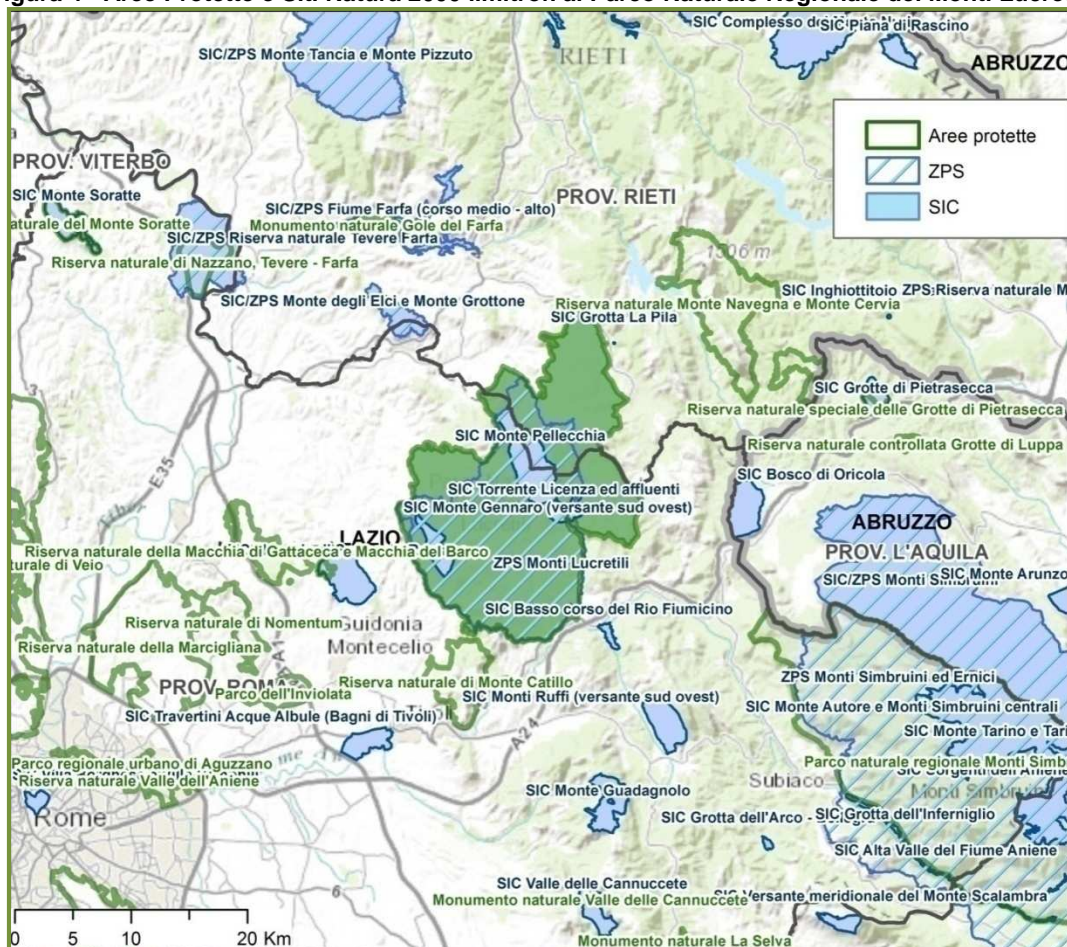 SIC Complesso d
SIC Piana di Rascino
SIC/ZPS Monte Tancia e Monte Pizzuto
RIETI
ABRUZZO
Aree protette
ZPS
SIC
PROV. VITERBO
SIC Monte Soratte
PROV. RIETI
SIC/ZPS Fiume Farfa (corso medio - alto)
aturale del Monte Soratte
Monumento naturale Gole del Farfa
SIC/ZPS Riserva naturale Tevere Farfa
Riserva naturale di Nazzano, Tevere - Farfa
1506 m
SIC Inghiottitoio
ZPS Riserva naturale M
SIC/ZPS Monte degli Elci e Monte Grottone
Riserva naturale Monte Navegna e Monte Cervia
SIC Grotta La Pila
SIC Grotte di Pietrasecca
Riserva naturale speciale delle Grotte di Pietrasecca
3
SIC Monte Pellecchia
Riserva naturale controllata Grotte di Luppa
E35
SIC Bosco di Oricola
SIC Torrente Licenza ed affluenti
SIC Monte Gennaro (versante sud ovest)
ABRUZZO
LAZIO
Riserva naturale della Macchia di Gattaceca e Macchia del Barco
PROV. L'AQUILA
turale di Veio
ZPS Monti Lucretili
SIC/ZPS Monti
SIC Monte Arunzo
SIC Basso corso del Rio Fiumicino
Riserva naturale di Nomentum
Guidonia
Montecelio
Riserva naturale della Marcigliana
Riserva naturale di Monte Catillo
ZPS Monti Simbruini ed Ernici
PROV. ROMA
Parco dell'Inviolata
SIC Monti Ruffi (versante sud ovest)
SIC Monte Autore e Monti Simbruini centrali
SIC Travertini Acque Albule (Bagni di Tivoli)
A24
SIC Monte Tarino e Tar
Parco regionale urbano di Aguzzano
Parco naturale regionale Monti Simb
Riserva naturale Valle dell'Aniene
Subiaco
SIC Sorgenti dell'Aniene
SIC Monte Guadagnolo
Monti Simbruini
Rome
SIC Grotta dell'Arco -
SIC Grotta dell'Inferniglio
SIC Alta Valle del Fiume Aniene
SIC Valle delle Cannuccete
6
Monumento naturale Valle delle Cannuccete
SIC Versante meridionale del Monte Scalambra
0 5 10 20 Km
Monumento naturale La Selva